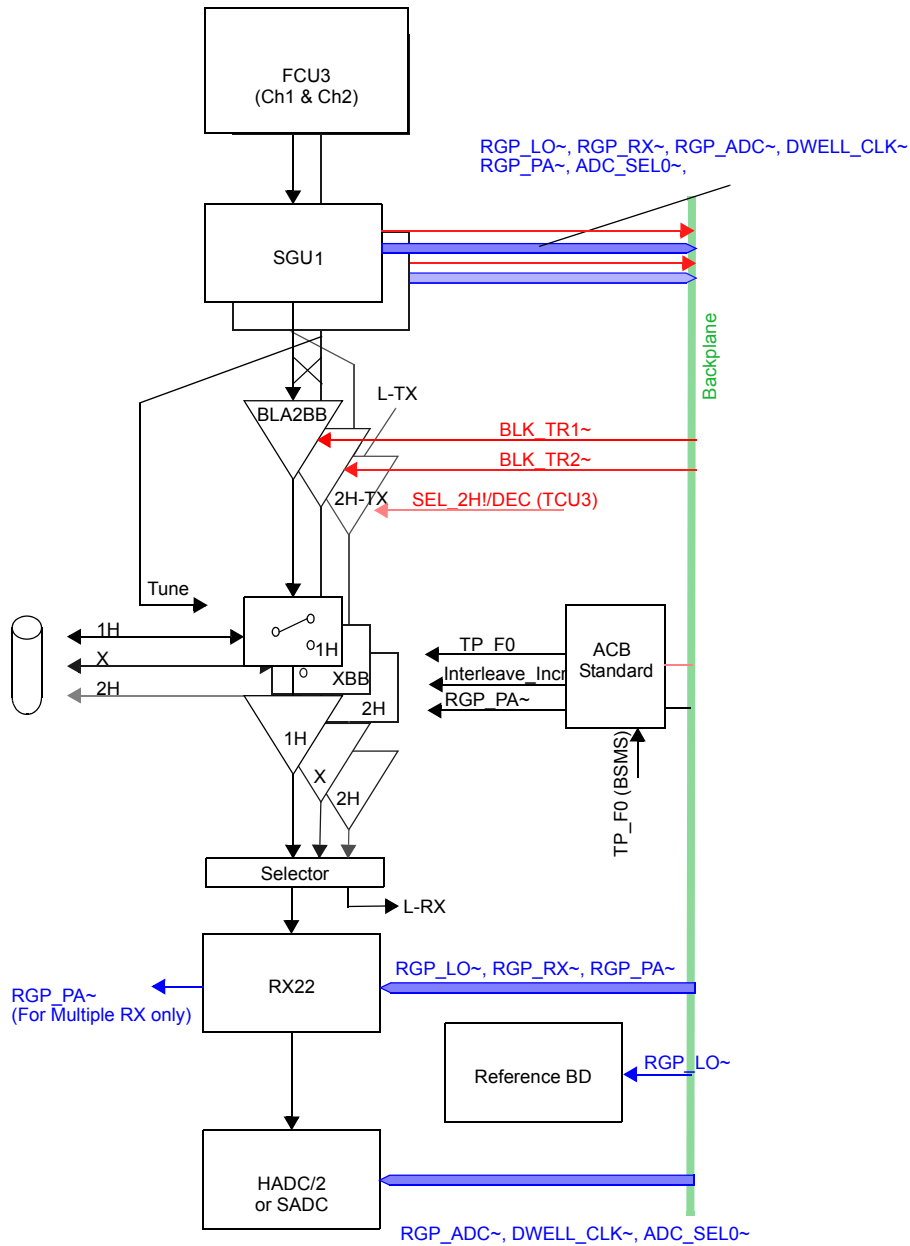 FCU3
(Ch1 & Ch2)
RGP_LO~, RGP_RX~, RGP_ADC~, DWELL_CLK~
RGP_PA~, ADC_SEL0~,
SGU1
Backplane
L-TX
BLA2BB
BLK_TR1~
BLK_TR2~
2H-TX
SEL_2H!/DEC (TCU3)
Tune
1H
X
2H
1H
XBB
2H
TP_F0
Interleave_Incr
RGP_PA~
ACB
Standard
TP_F0 (BSMS)
1H
X
2H
Selector
L-RX
RX22
RGP_LO~, RGP_RX~, RGP_PA~
RGP_PA~
(For Multiple RX only)
Reference BD
RGP_LO~
HADC/2
or SADC
RGP_ADC~, DWELL_CLK~, ADC_SEL0~